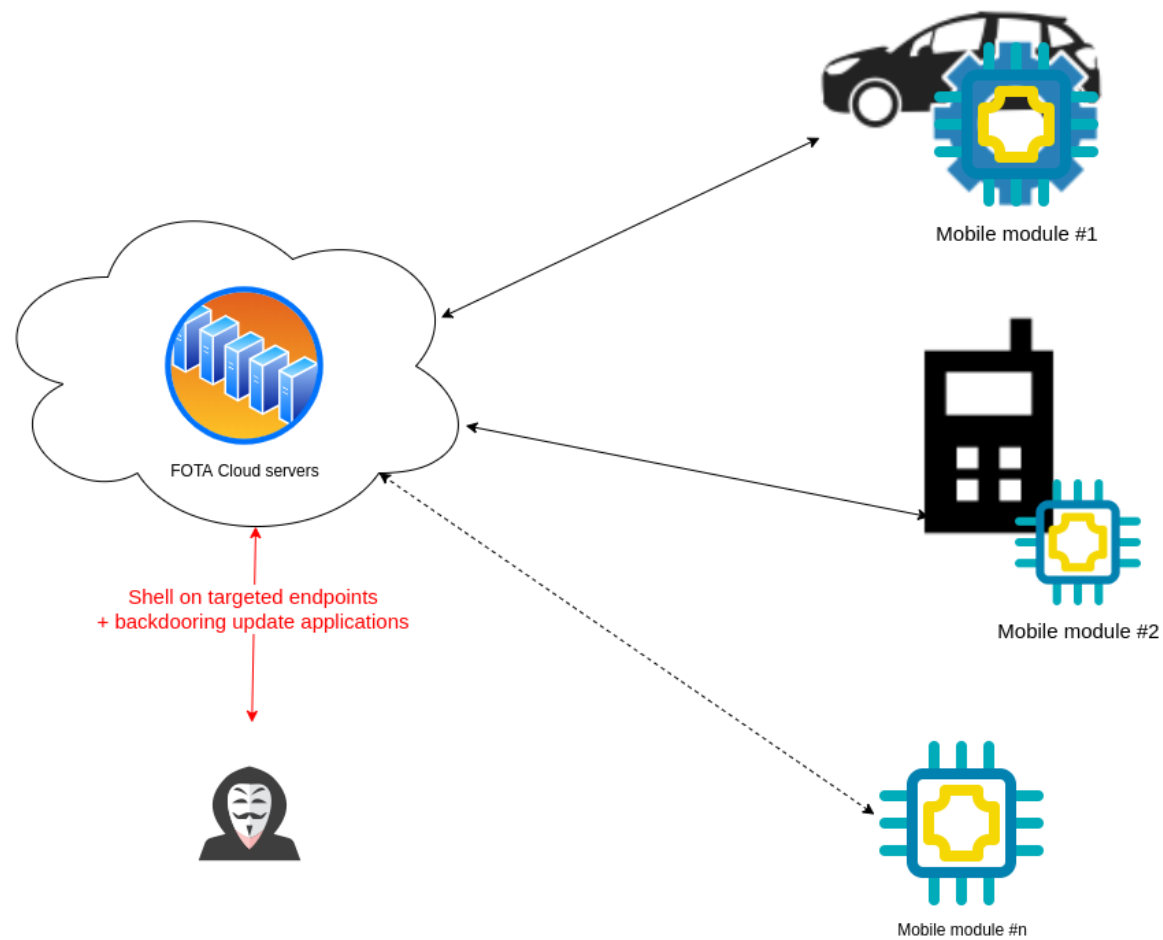 Mobile module #1
FOTA Cloud servers
Shell on targeted endpoints
+ backdooring update applications
Mobile module #2
Mobile module #n